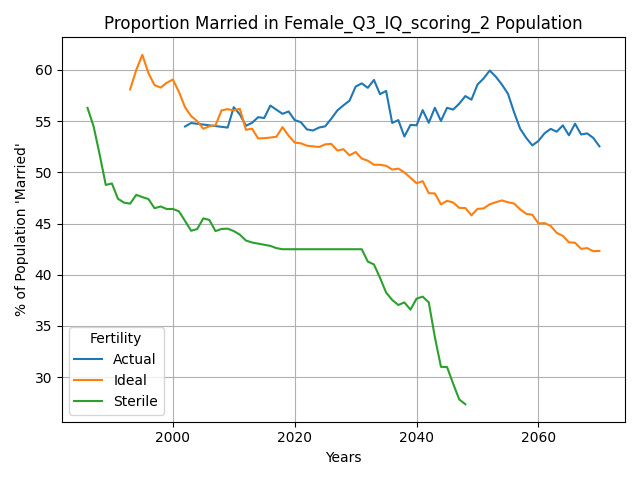 Proportion Married in Female_Q3_IQ_scoring_2 Population
% of Population 'Married'
60
55
50
45
40
35
30
Fertility
Actual
Ideal
Sterile
2000 2020 2040 2060
Years